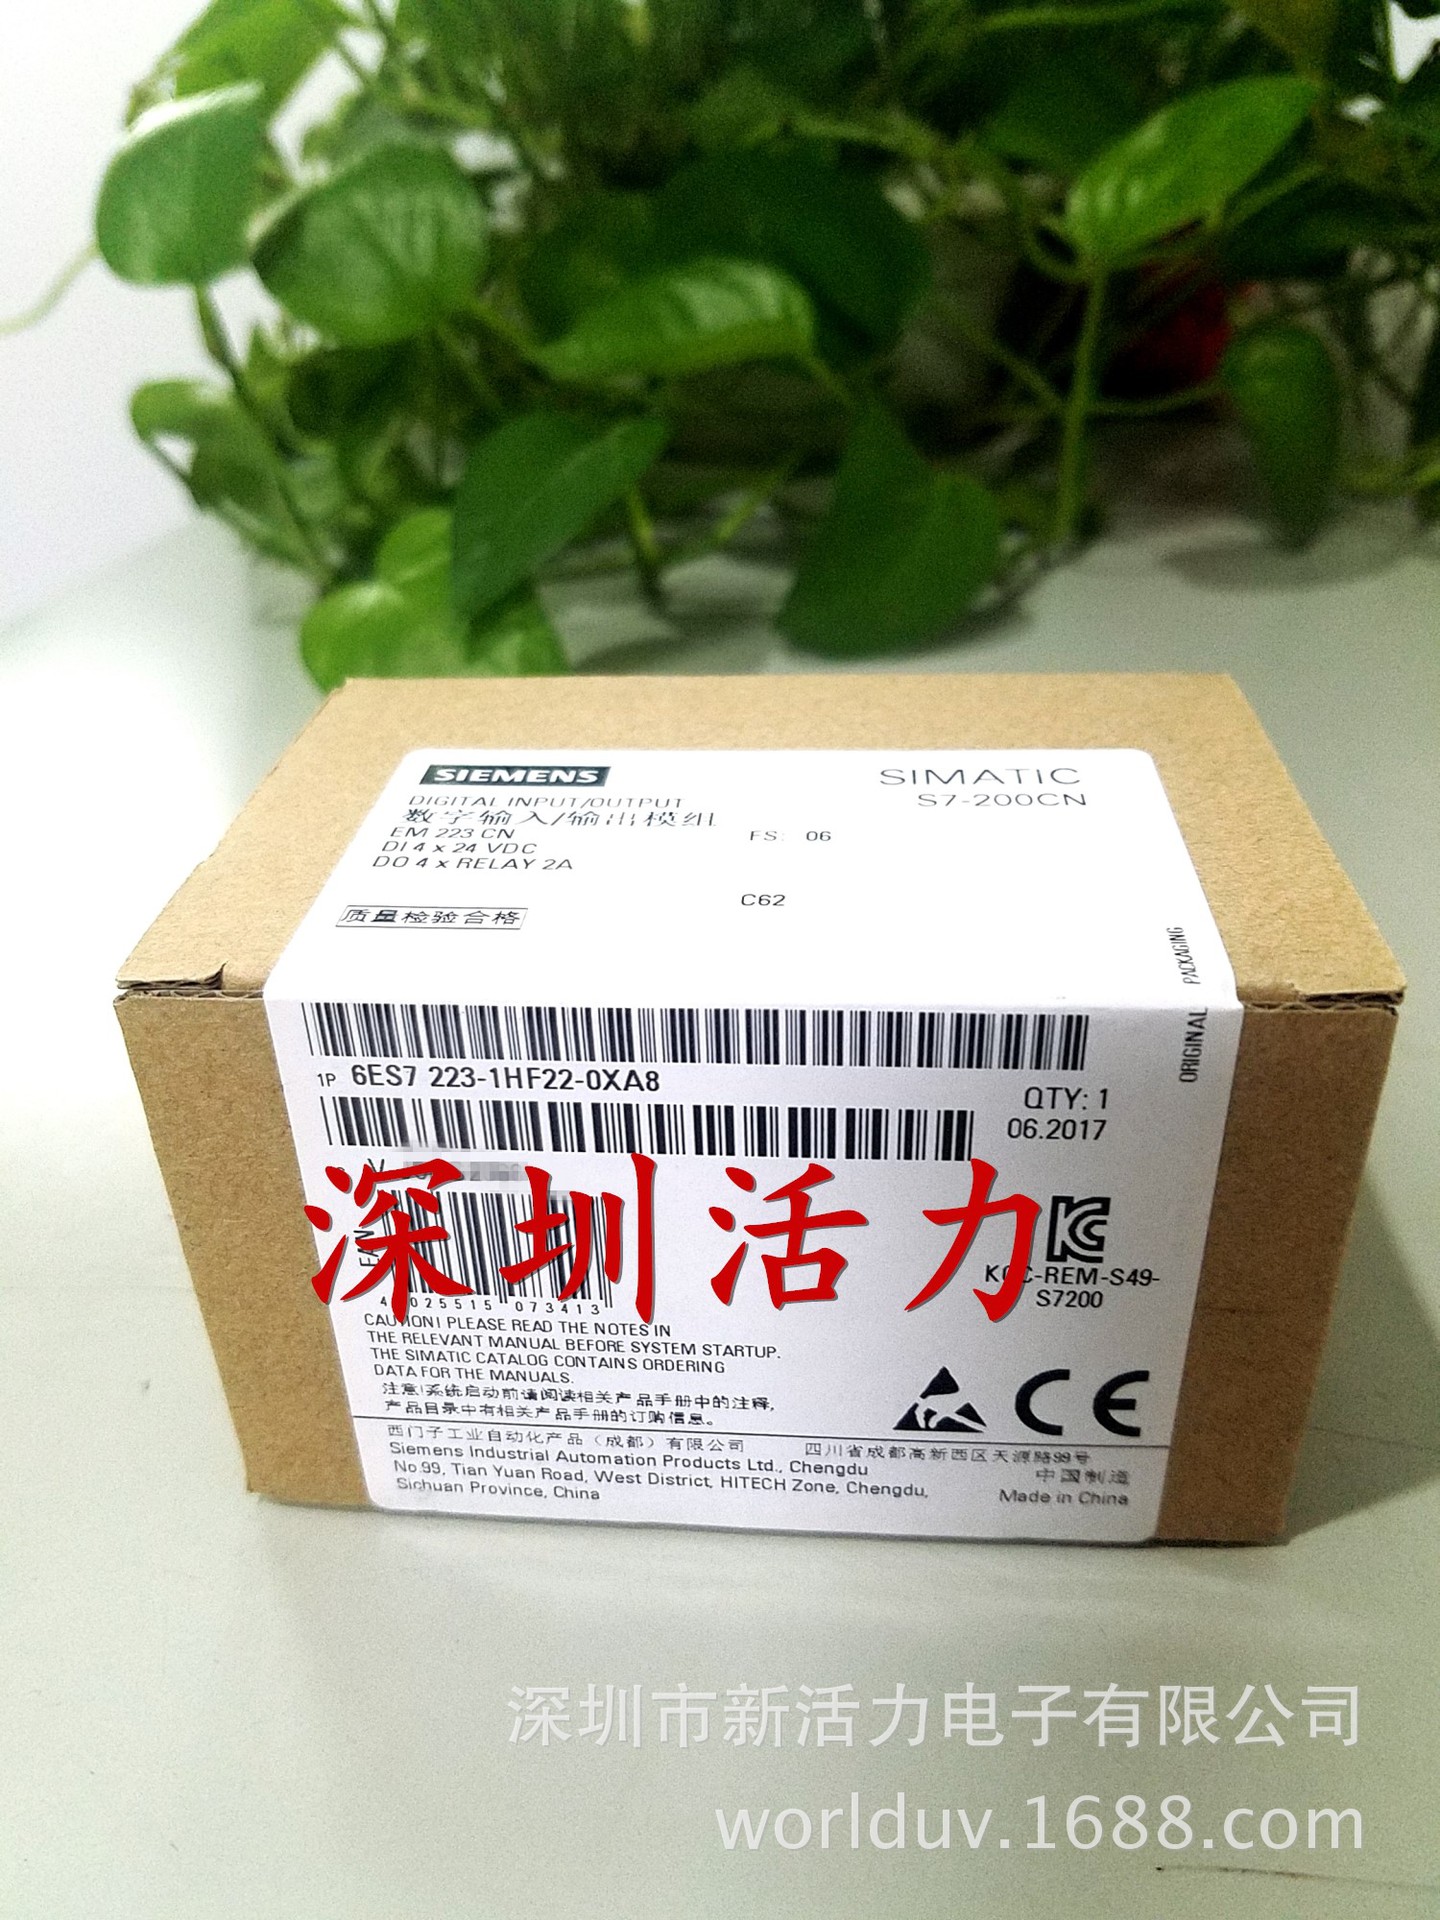 SIEMENS
SIMATIC
S7-200CN
DIGITAL INPUT/OUTPUT
数字输入/输出模组
EM 223 CN
FS: 06
DI 4 x 24 VDC
DO 4 x RELAY 2A
C62
质量检验合格
ORIGINAL PACKAGING
1P 6ES7 223-1HF22-0XA8
QTY: 1
06.2017
深圳活力
EAN
KCC-REM-S49-
S7200
4 025515 073413
CAUTION! PLEASE READ THE NOTES IN
THE RELEVANT MANUAL BEFORE SYSTEM STARTUP.
THE SIMATIC CATALOG CONTAINS ORDERING
DATA FOR THE MANUALS.
注意!系统启动前请阅读相关产品手册中的注释,
产品目录中有相关产品手册的订购信息。
CE
西门子工业自动化产品（成都）有限公司 四川省成都高新西区天源路99号
Siemens Industrial Automation Products Ltd., Chengdu
中国制造
No.99, Tian Yuan Road, West District, HITECH Zone, Chengdu,
Sichuan Province, China
Made in China
深圳市新活力电子有限公司
worlduv.1688.com